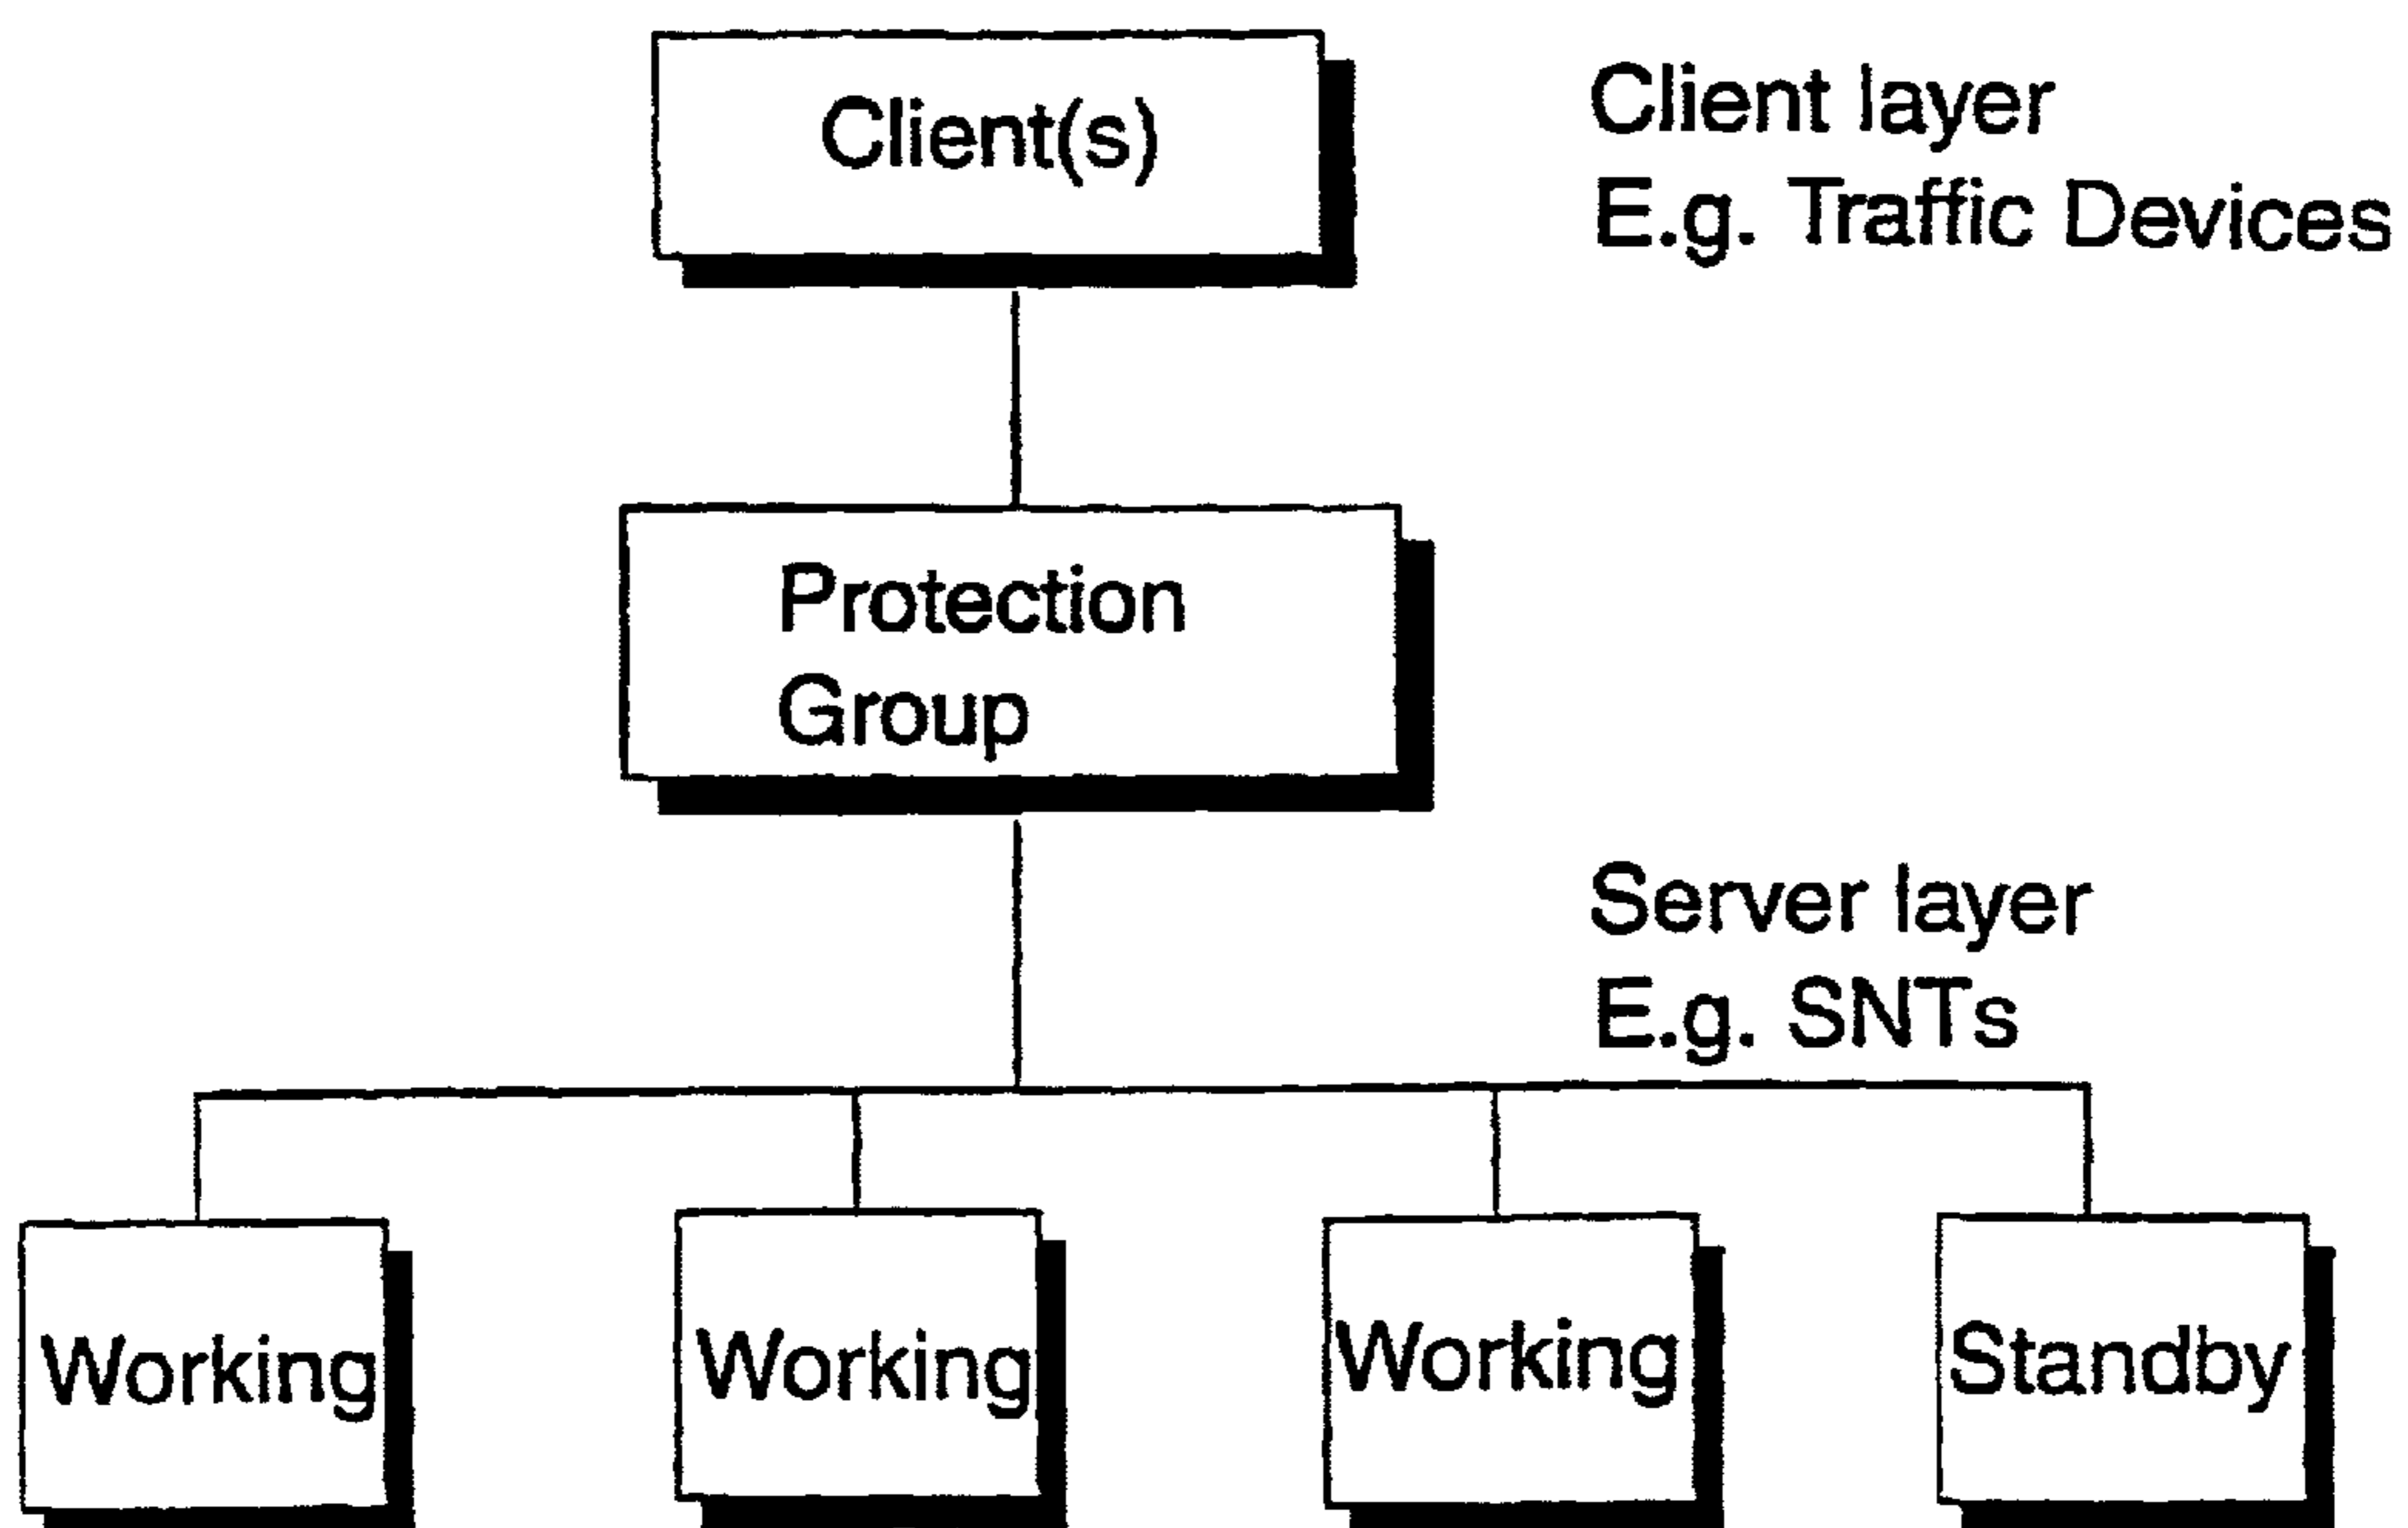 Client(s)
Client layer
E.g. Traffic Devices
Protection
Group
Server layer
E.g. SNTs
Working
Working
Working
Standby